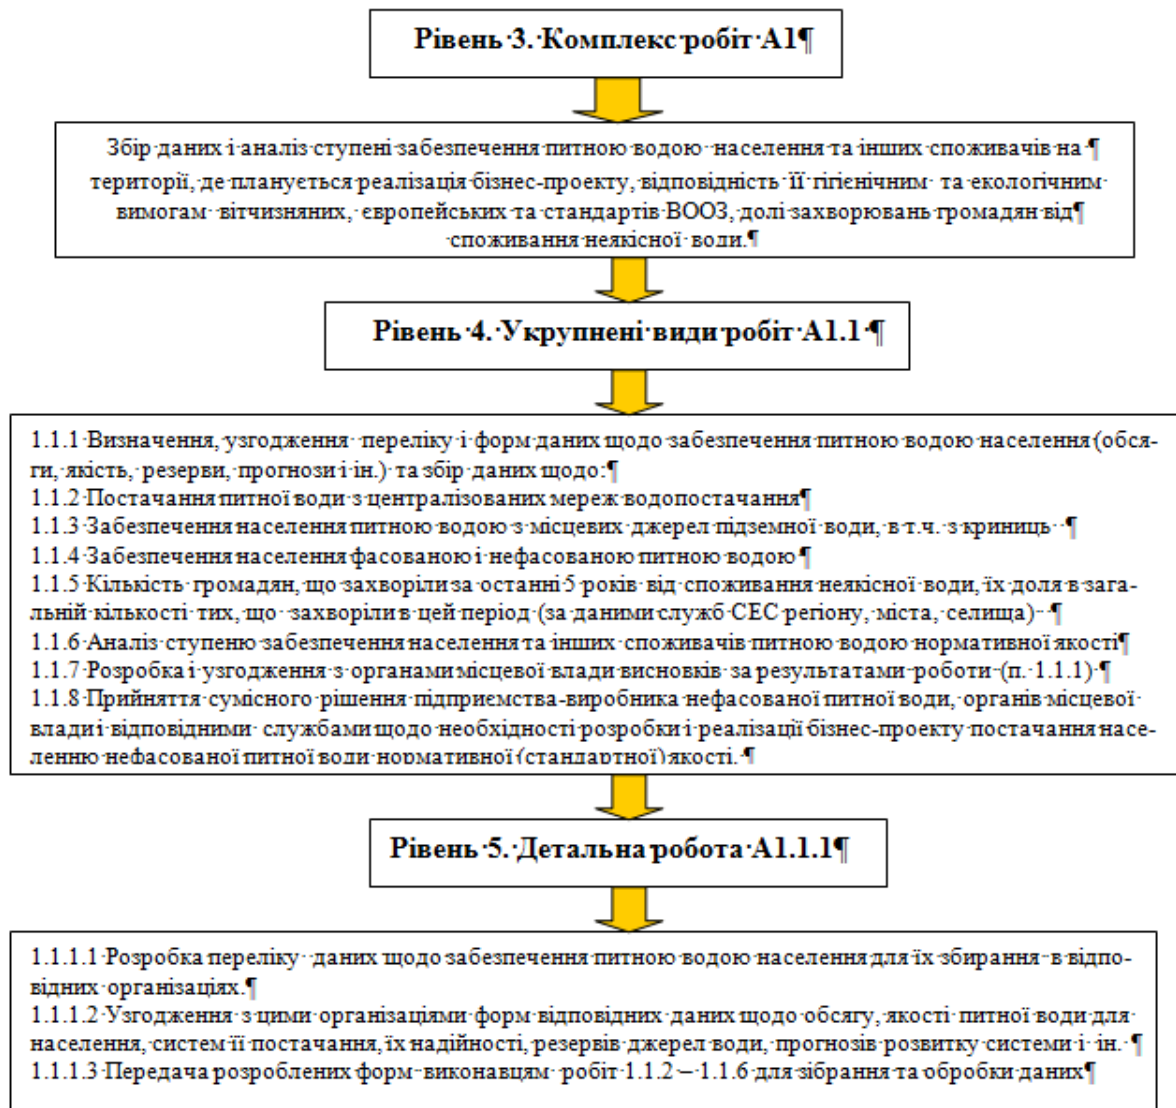 Рівень 3. Комплекс робіт А1¶
Збір даних і аналіз ступені забезпечення питною водою населення та інших споживачів на ¶
території, де планується реалізація бізнес-проекту, відповідність її гігієнічним та екологічним
вимогам вітчизняних, європейських та стандартів ВООЗ, долі захворювань громадян від¶
споживання неякісної води.¶
Рівень 4. Укрупнені види робіт А1.1 ¶
1.1.1 Визначення, узгодження переліку і форм даних щодо забезпечення питною водою населення (обся-
ги, якість, резерви, прогнози і ін.) та збір даних щодо:¶
1.1.2 Постачання питної води з централізованих мереж водопостачання¶
1.1.3 Забезпечення населення питною водою з місцевих джерел підземної води, в т.ч. з криниць ¶
1.1.4 Забезпечення населення фасованою і нефасованою питною водою¶
1.1.5 Кількість громадян, що захворіли за останні 5 років від споживання неякісної води, їх доля в зага-
льній кількості тих, що захворіли в цей період (за даними служб СЕС регіону, міста, селища) ¶
1.1.6 Аналіз ступеню забезпечення населення та інших споживачів питною водою нормативної якості¶
1.1.7 Розробка і узгодження з органами місцевої влади висновків за результатами роботи (п. 1.1.1) ¶
1.1.8 Прийняття сумісного рішення підприємства-виробника нефасованої питної води, органів місцевої
влади і відповідними службами щодо необхідності розробки і реалізації бізнес-проекту постачання насе-
ленню нефасованої питної води нормативної (стандартної) якості. ¶
Рівень 5. Детальна робота А1.1.1¶
1.1.1.1 Розробка переліку даних щодо забезпечення питною водою населення для їх збирання в відпо-
відних організаціях.¶
1.1.1.2 Узгодження з цими організаціями форм відповідних даних щодо обсягу, якості питної води для
населення, систем її постачання, їх надійності, резервів джерел води, прогнозів розвитку системи і ін. ¶
1.1.1.3 Передача розроблених форм виконавцям робіт 1.1.2 – 1.1.6 для зібрання та обробки даних¶